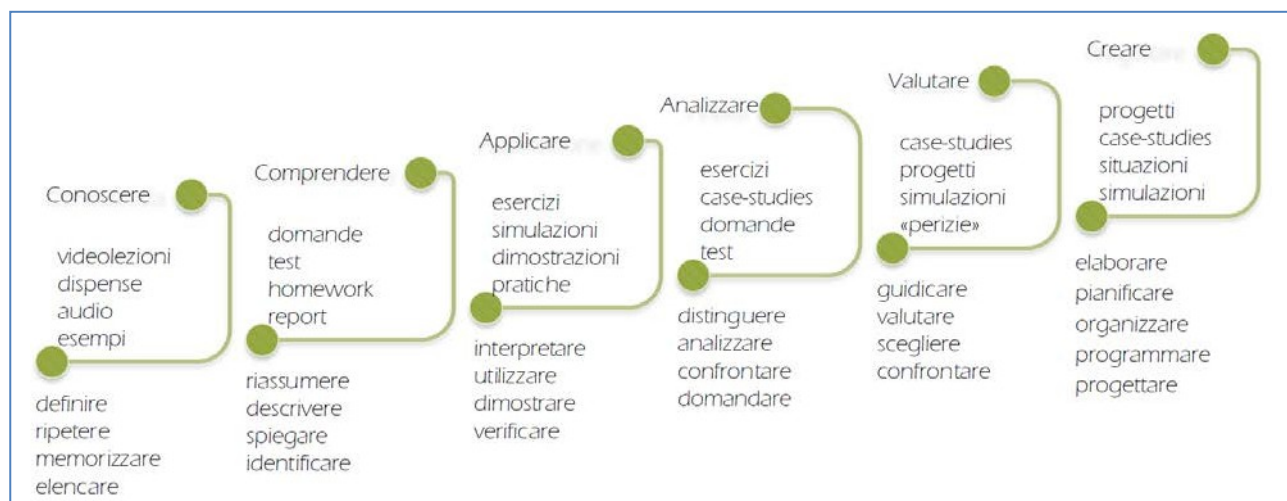 Conoscere
videolezioni
dispense
audio
esempi
definire
ripetere
memorizzare
elencare
Comprendere
domande
test
homework
report
riassumere
descrivere
spiegare
identificare
Applicare
esercizi
simulazioni
dimostrazioni
pratiche
interpretare
utilizzare
dimostrare
verificare
Analizzare
esercizi
case-studies
domande
test
distinguere
analizzare
confrontare
domandare
Valutare
case-studies
progetti
simulazioni
«perizie»
guidicare
valutare
scegliere
confrontare
Creare
progetti
case-studies
situazioni
simulazioni
elaborare
pianificare
organizzare
programmare
progettare